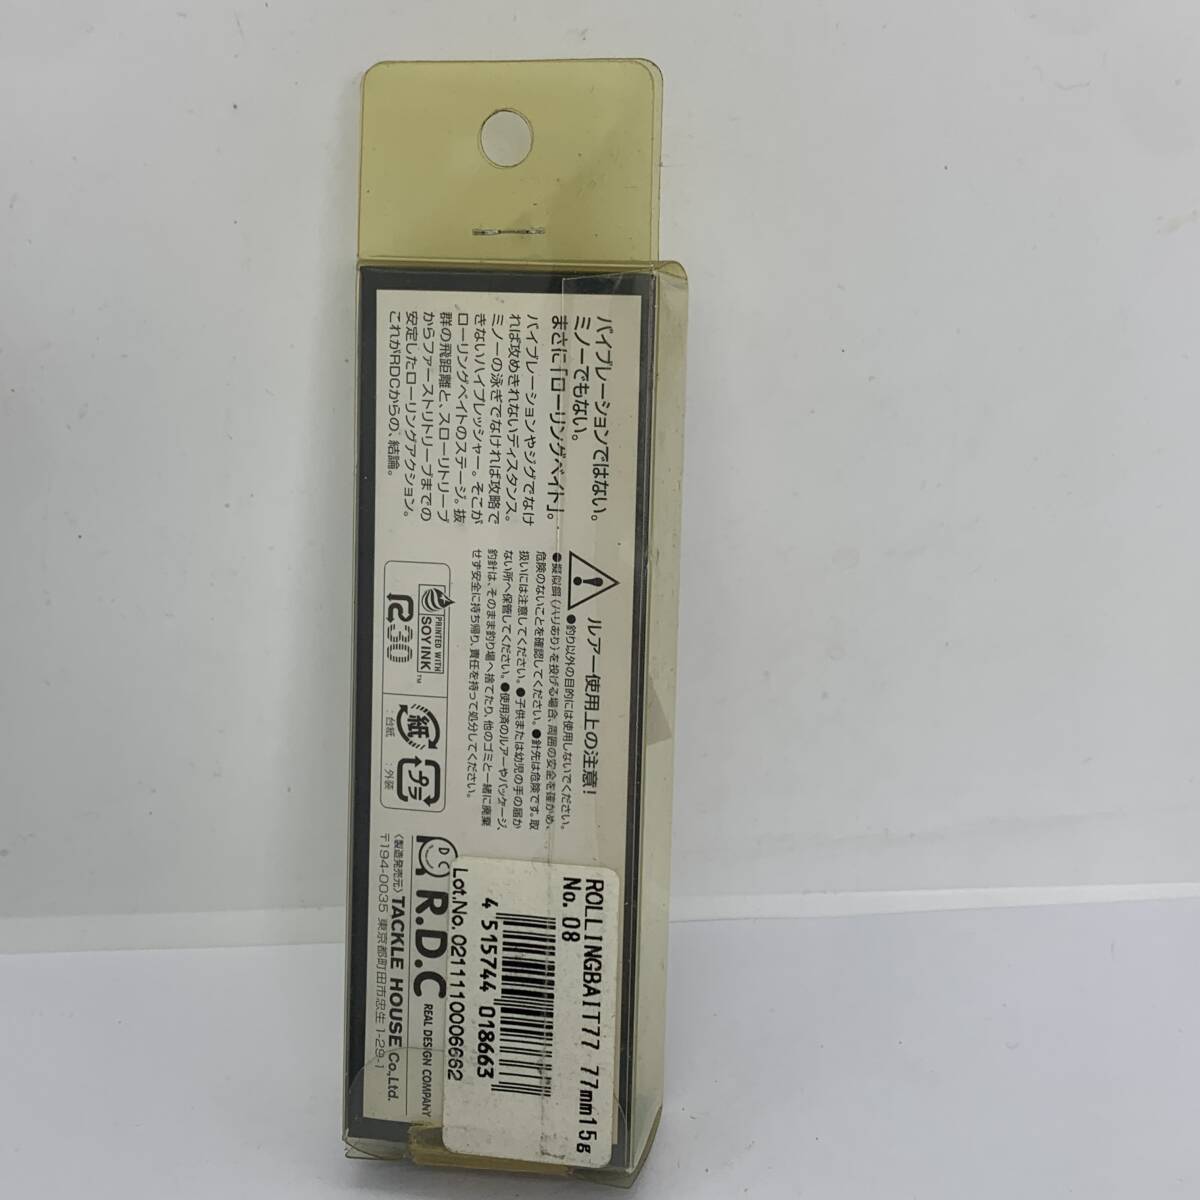 バイブレーションではない。
ミノーでもない。
まさに「ローリングベイト」。
バイブレーションやジグでなけ
れば攻めきれないディスタンス。
ミノーの泳ぎでなければ攻略で
きないハイプレッシャー。そこが
ローリングベイトのステージ。抜
群の飛距離と、スローリトリーブ
からファーストリトリーブまでの
安定したローリングアクション。
これがRDCからの、結論。
ルアー使用上の注意!
●釣り以外の目的には使用しないでください。
●擬似餌(ハリあり)を投げる場合、周囲の安全を確かめ、
危険のないことを確認してください。●針先は危険です。取
扱いには注意してください。●子供または幼児の手の届か
ない所へ保管してください。●使用済のルアーやパッケージ、
釣針は、そのまま釣り場へ捨てたり、他のゴミと一緒に廃棄
せず安全に持ち帰り、責任を持って処分してください。
PRINTED WITH
SOY INK™
R30
紙
:台紙
プラ
:外装
DC
R.D.C REAL DESIGN COMPANY
〈製造発売元〉TACKLE HOUSE Co.,Ltd.
〒194-0035 東京都町田市忠生1-29-1
ROLLINGBAIT77 77mm15g
No. 08
4 515744 018663
Lot.No.021110006662